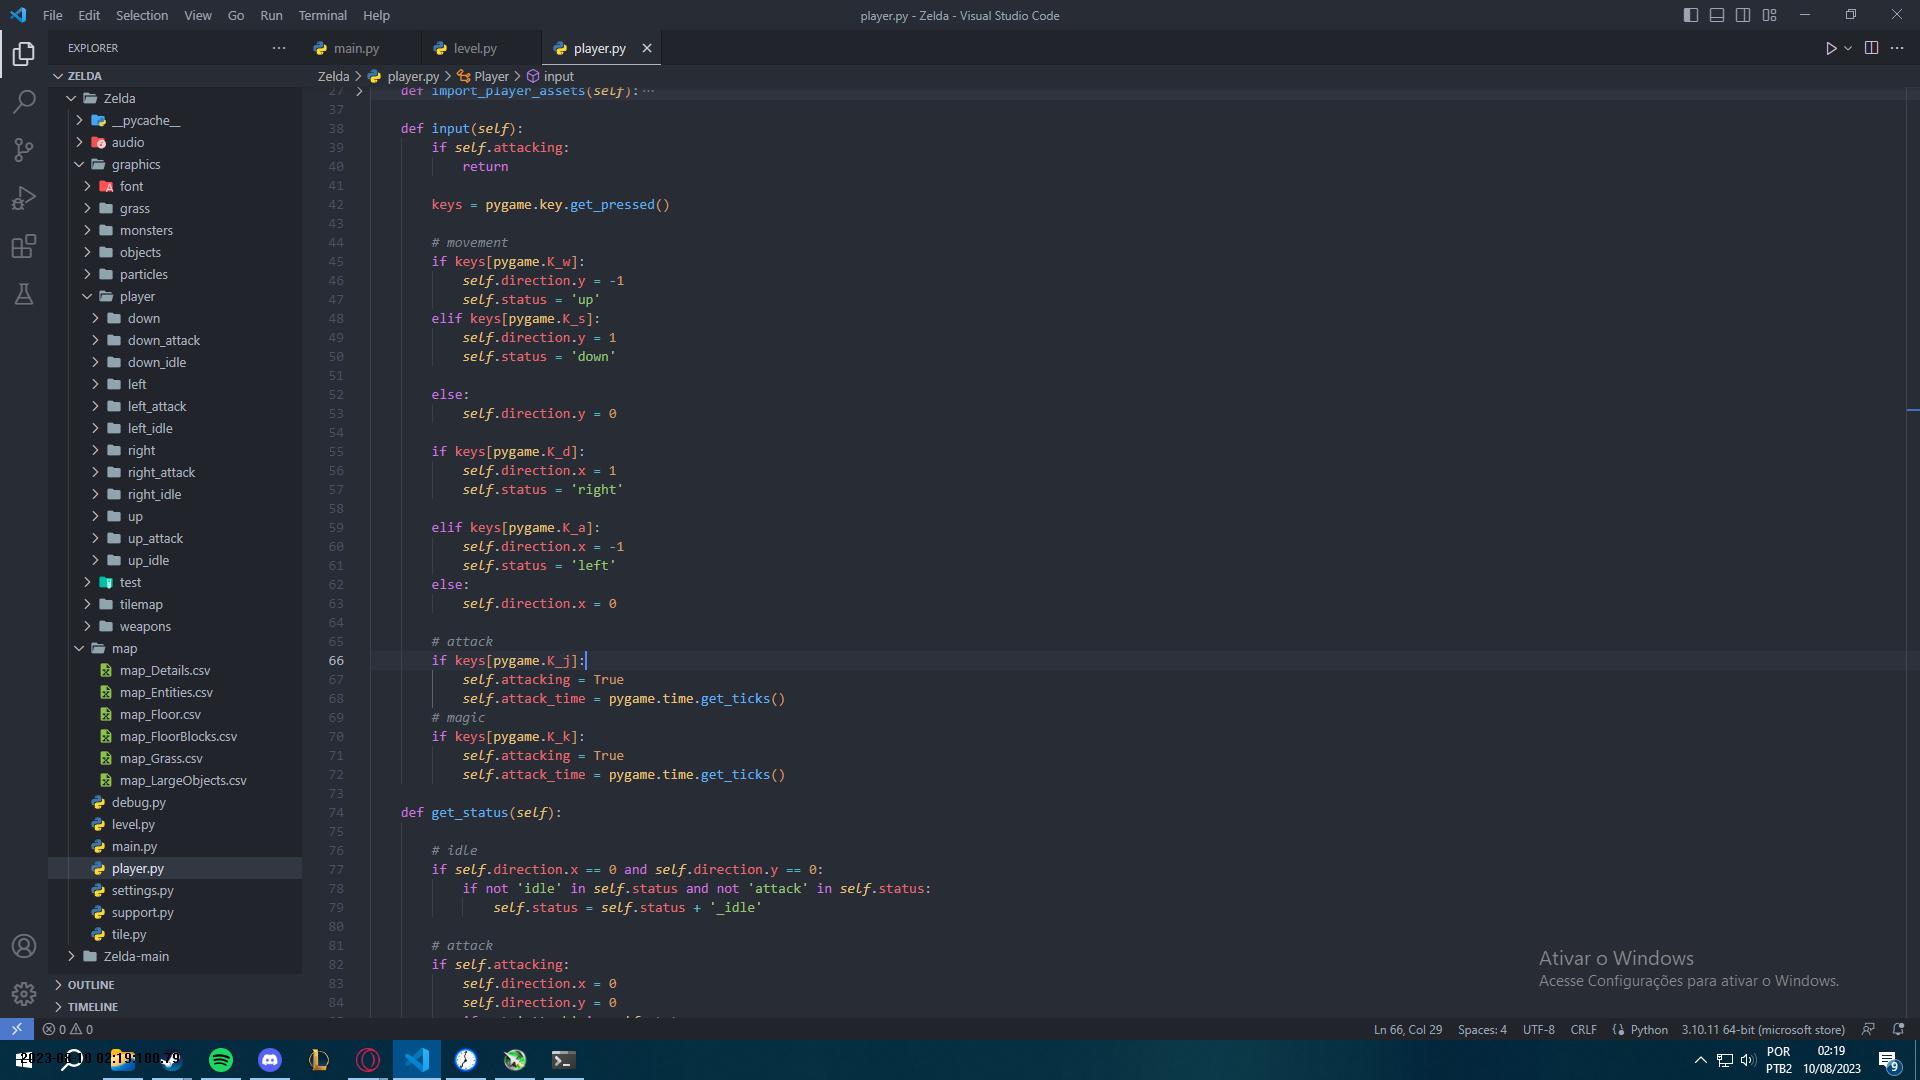 File Edit Selection View Go Run Terminal Help
player.py - Zelda - Visual Studio Code
EXPLORER
ZELDA
Zelda
__pycache__
audio
graphics
font
grass
monsters
objects
particles
player
down
down_attack
down_idle
left
left_attack
left_idle
right
right_attack
right_idle
up
up_attack
up_idle
test
tilemap
weapons
map
map_Details.csv
map_Entities.csv
map_Floor.csv
map_FloorBlocks.csv
map_Grass.csv
map_LargeObjects.csv
debug.py
level.py
main.py
player.py
settings.py
support.py
tile.py
Zelda-main
OUTLINE
TIMELINE
main.py level.py player.py
Zelda > player.py > Player > input
27 def import_player_assets(self): ...
37
38 def input(self):
39 if self.attacking:
40 return
41
42 keys = pygame.key.get_pressed()
43
44 # movement
45 if keys[pygame.K_w]:
46 self.direction.y = -1
47 self.status = 'up'
48 elif keys[pygame.K_s]:
49 self.direction.y = 1
50 self.status = 'down'
51
52 else:
53 self.direction.y = 0
54
55 if keys[pygame.K_d]:
56 self.direction.x = 1
57 self.status = 'right'
58
59 elif keys[pygame.K_a]:
60 self.direction.x = -1
61 self.status = 'left'
62 else:
63 self.direction.x = 0
64
65 # attack
66 if keys[pygame.K_j]:
67 self.attacking = True
68 self.attack_time = pygame.time.get_ticks()
69 # magic
70 if keys[pygame.K_k]:
71 self.attacking = True
72 self.attack_time = pygame.time.get_ticks()
73
74 def get_status(self):
75
76 # idle
77 if self.direction.x == 0 and self.direction.y == 0:
78 if not 'idle' in self.status and not 'attack' in self.status:
79 self.status = self.status + '_idle'
80
81 # attack
82 if self.attacking:
83 self.direction.x = 0
84 self.direction.y = 0
Ativar o Windows
Acesse Configurações para ativar o Windows.
0 0
Ln 66, Col 29 Spaces: 4 UTF-8 CRLF Python 3.10.11 64-bit (microsoft store)
POR
PTB2
02:19
10/08/2023
9